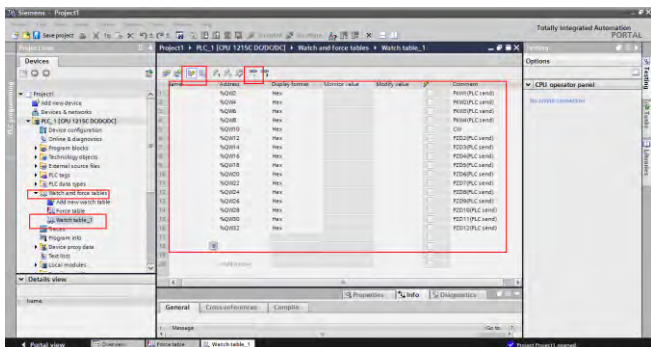 Siemens - Project1
Totally Integrated Automation
PORTAL
Save project
Project1 ▸ PLC_1 [CPU 1215C DC/DC/DC] ▸ Watch and force tables ▸ Watch table_1
Devices
Options
Project1
Add new device
Devices & networks
PLC_1 [CPU 1215C DC/DC/DC]
Device configuration
Online & diagnostics
Program blocks
Technology objects
External source files
PLC tags
PLC data types
Watch and force tables
Add new watch table
Force table
Watch table_1
Traces
Program info
Device proxy data
Text lists
Local modules
Details view
Name
Name Address Display format Monitor value Modify value Comment
%QW2 Hex PKW1(PLC send)
%QW4 Hex PKW2(PLC send)
%QW6 Hex PKW3(PLC send)
%QW8 Hex PKW4(PLC send)
%QW10 Hex CW
%QW12 Hex PZD2(PLC send)
%QW14 Hex PZD3(PLC send)
%QW16 Hex PZD4(PLC send)
%QW18 Hex PZD5(PLC send)
%QW20 Hex PZD6(PLC send)
%QW22 Hex PZD7(PLC send)
%QW24 Hex PZD8(PLC send)
%QW26 Hex PZD9(PLC send)
%QW28 Hex PZD10(PLC send)
%QW30 Hex PZD11(PLC send)
%QW32 Hex PZD12(PLC send)
CPU operator panel
No online connection
Testing
Tasks
Libraries
Properties Info Diagnostics
General Cross-references Compile
Message Go to ?
Portal view Overview Force table Watch table_1 Project Project1 opened.